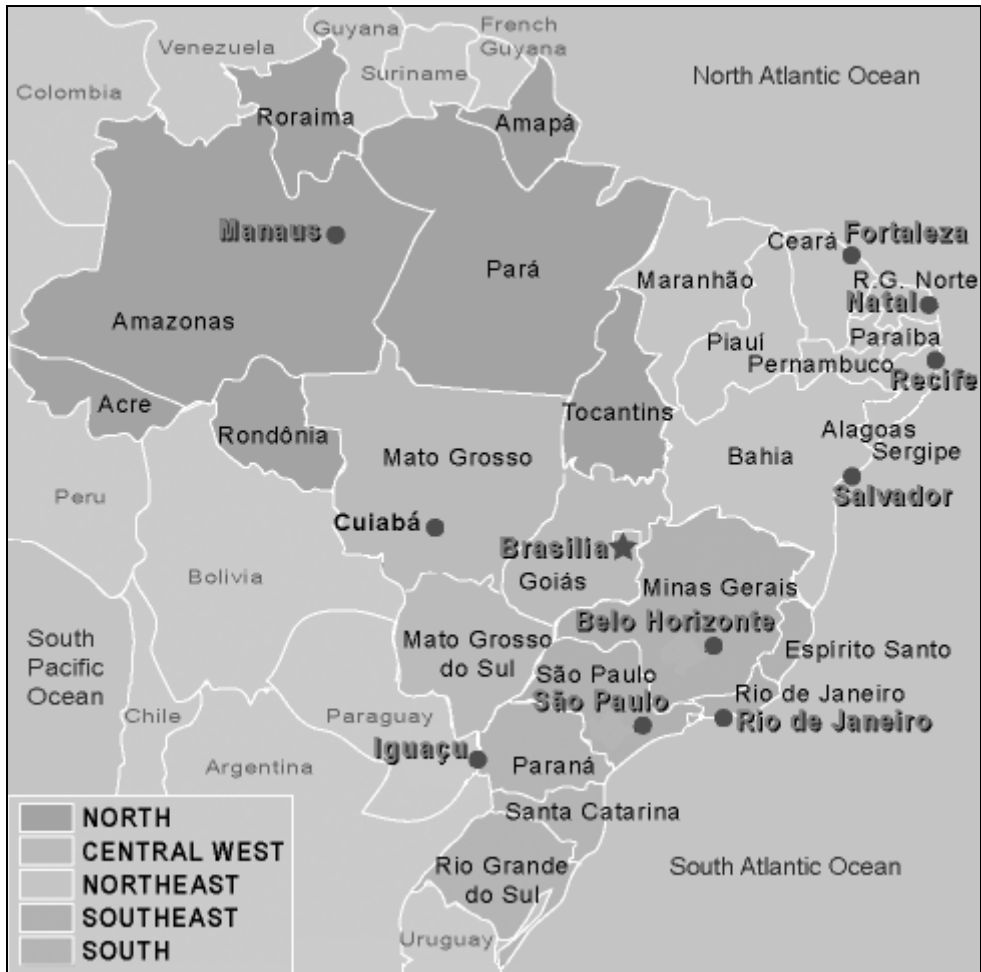 Guyana
French
Guyana
Venezuela
Suriname
North Atlantic Ocean
Colombia
Roraima
Amapá
Manaus
Ceará
Fortaleza
Pará
Maranhão
R.G. Norte
Natal
Amazonas
Piauí
Paraíba
Pernambuco
Recife
Acre
Tocantins
Rondônia
Alagoas
Mato Grosso
Bahia
Sergipe
Peru
Salvador
Cuiabá
Brasilia
Bolivia
Goiás
Minas Gerais
Belo Horizonte
South
Pacific
Ocean
Mato Grosso
do Sul
Espírito Santo
São Paulo
São Paulo
Rio de Janeiro
Rio de Janeiro
Chile
Paraguay
Iguaçu
Argentina
Paraná
Santa Catarina
NORTH
CENTRAL WEST
NORTHEAST
SOUTHEAST
SOUTH
Rio Grande
do Sul
South Atlantic Ocean
Uruguay